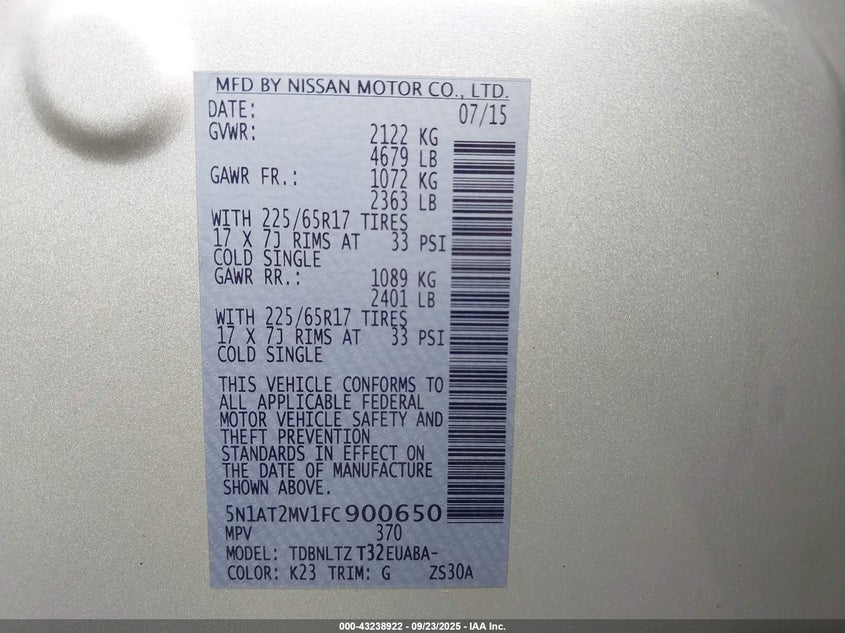 MFD BY NISSAN MOTOR CO., LTD.
DATE: 07/15
GVWR: 2122 KG
4679 LB
GAWR FR.: 1072 KG
2363 LB
WITH 225/65R17 TIRES
17 X 7J RIMS AT 33 PSI
COLD SINGLE
GAWR RR.: 1089 KG
2401 LB
WITH 225/65R17 TIRES
17 X 7J RIMS AT 33 PSI
COLD SINGLE
THIS VEHICLE CONFORMS TO
ALL APPLICABLE FEDERAL
MOTOR VEHICLE SAFETY AND
THEFT PREVENTION
STANDARDS IN EFFECT ON
THE DATE OF MANUFACTURE
SHOWN ABOVE.
5N1AT2MV1FC900650
MPV 370
MODEL: TDBNLTZ T32EUABA-
COLOR: K23 TRIM: G ZS30A
000-43238922 - 09/23/2025 - IAA Inc.